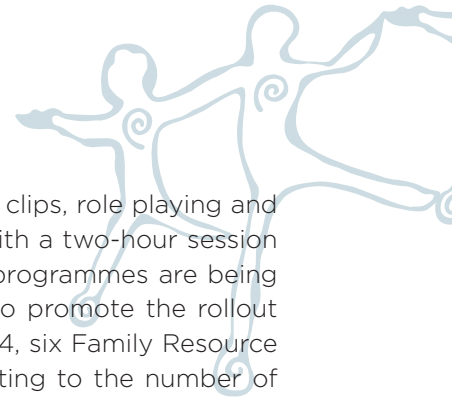 clips, role playing and
ith a two-hour session
programmes are being
o promote the rollout
4, six Family Resource
ting to the number of